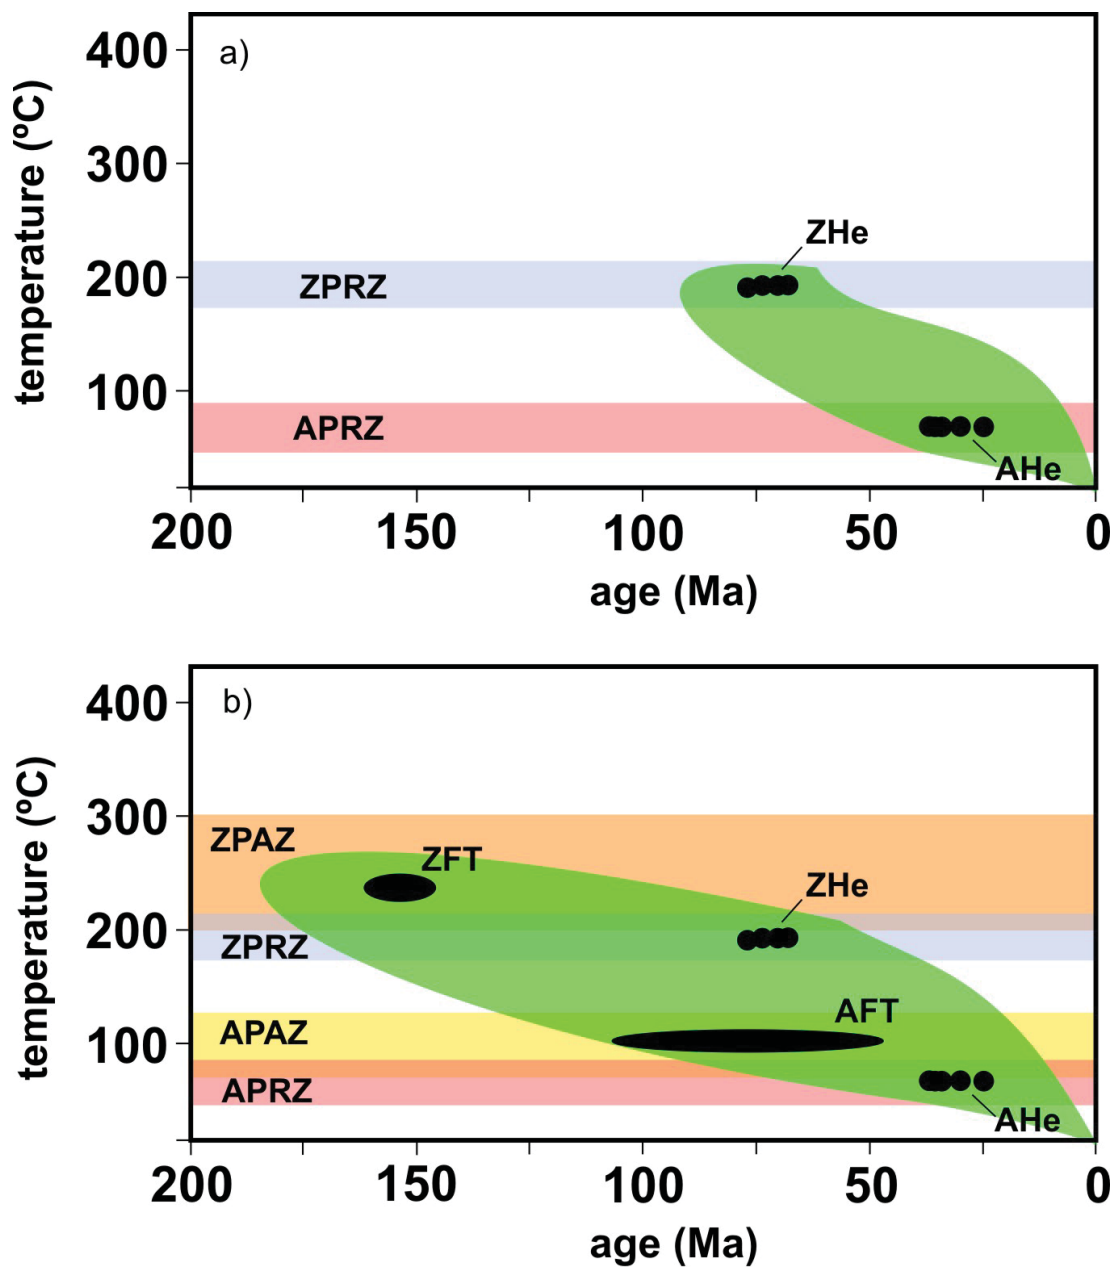 a)
temperature (ºC)
400
300
200
100
ZHe
ZPRZ
APRZ
AHe
200 150 100 50 0
age (Ma)
b)
temperature (ºC)
400
300
200
100
ZPAZ
ZFT
ZHe
ZPRZ
AFT
APAZ
APRZ
AHe
200 150 100 50 0
age (Ma)